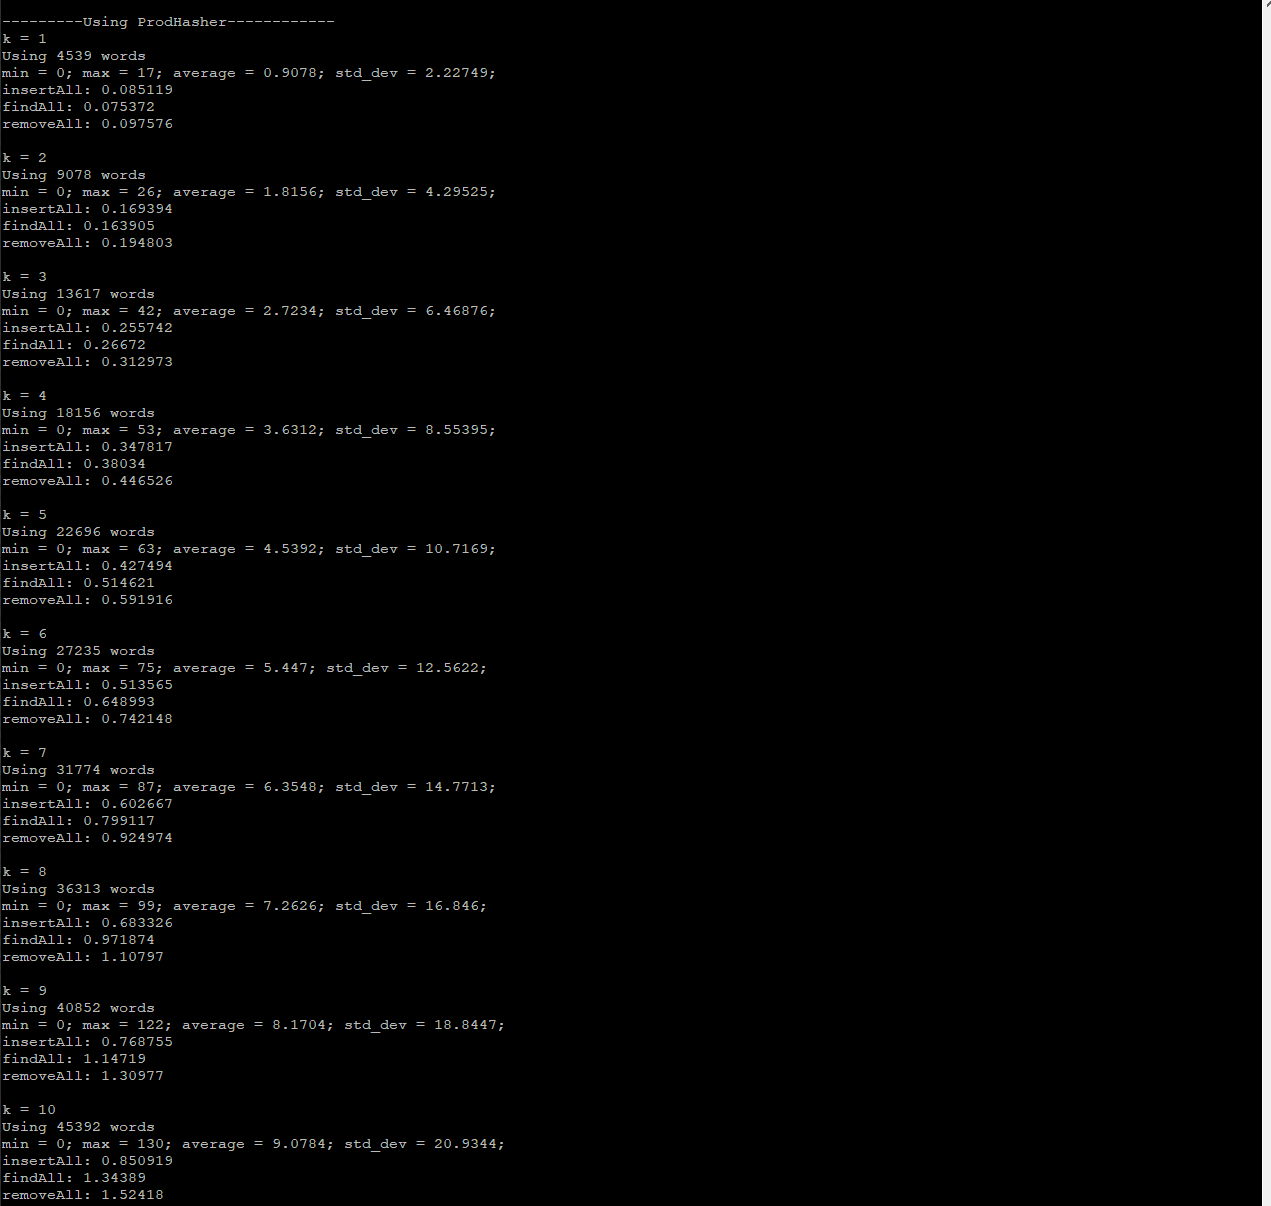 ---------Using ProdHasher------------
k = 1
Using 4539 words
min = 0; max = 17; average = 0.9078; std_dev = 2.22749;
insertAll: 0.085119
findAll: 0.075372
removeAll: 0.097576
k = 2
Using 9078 words
min = 0; max = 26; average = 1.8156; std_dev = 4.29525;
insertAll: 0.169394
findAll: 0.163905
removeAll: 0.194803
k = 3
Using 13617 words
min = 0; max = 42; average = 2.7234; std_dev = 6.46876;
insertAll: 0.255742
findAll: 0.26672
removeAll: 0.312973
k = 4
Using 18156 words
min = 0; max = 53; average = 3.6312; std_dev = 8.55395;
insertAll: 0.347817
findAll: 0.38034
removeAll: 0.446526
k = 5
Using 22696 words
min = 0; max = 63; average = 4.5392; std_dev = 10.7169;
insertAll: 0.427494
findAll: 0.514621
removeAll: 0.591916
k = 6
Using 27235 words
min = 0; max = 75; average = 5.447; std_dev = 12.5622;
insertAll: 0.513565
findAll: 0.648993
removeAll: 0.742148
k = 7
Using 31774 words
min = 0; max = 87; average = 6.3548; std_dev = 14.7713;
insertAll: 0.602667
findAll: 0.799117
removeAll: 0.924974
k = 8
Using 36313 words
min = 0; max = 99; average = 7.2626; std_dev = 16.846;
insertAll: 0.683326
findAll: 0.971874
removeAll: 1.10797
k = 9
Using 40852 words
min = 0; max = 122; average = 8.1704; std_dev = 18.8447;
insertAll: 0.768755
findAll: 1.14719
removeAll: 1.30977
k = 10
Using 45392 words
min = 0; max = 130; average = 9.0784; std_dev = 20.9344;
insertAll: 0.850919
findAll: 1.34389
removeAll: 1.52418